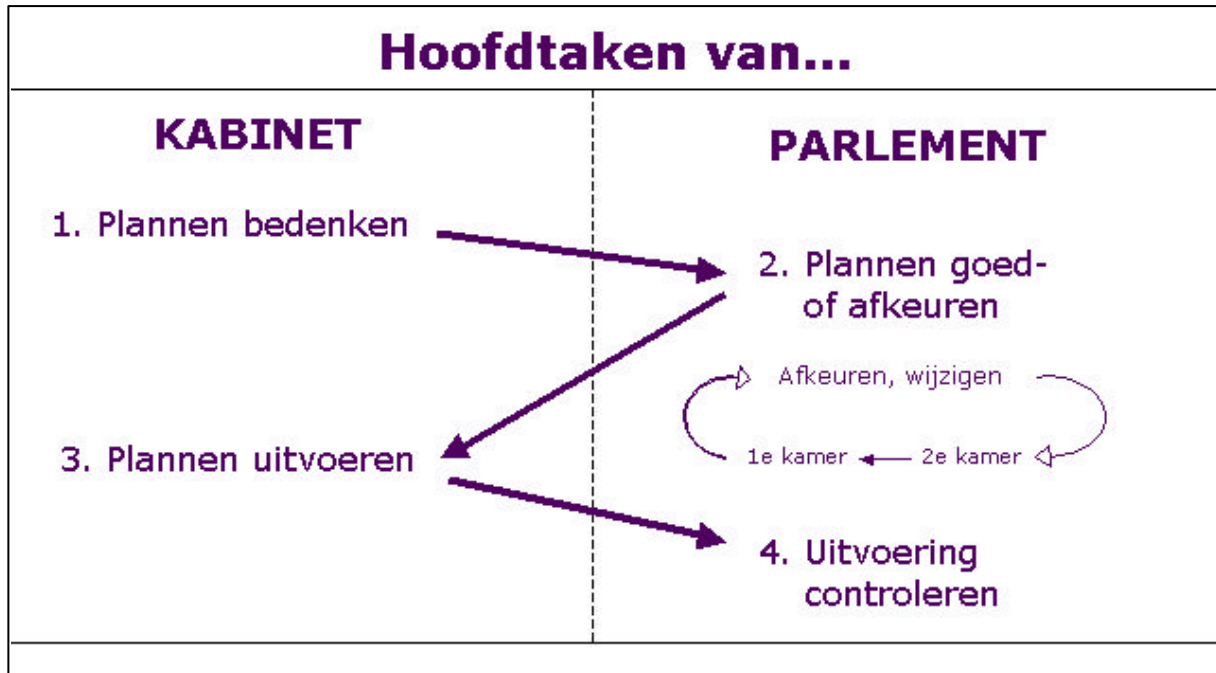 Hoofdtaken van...
KABINET
PARLEMENT
1. Plannen bedenken
2. Plannen goed-
of afkeuren
Afkeuren, wijzigen
1e kamer
2e kamer
3. Plannen uitvoeren
4. Uitvoering
controleren